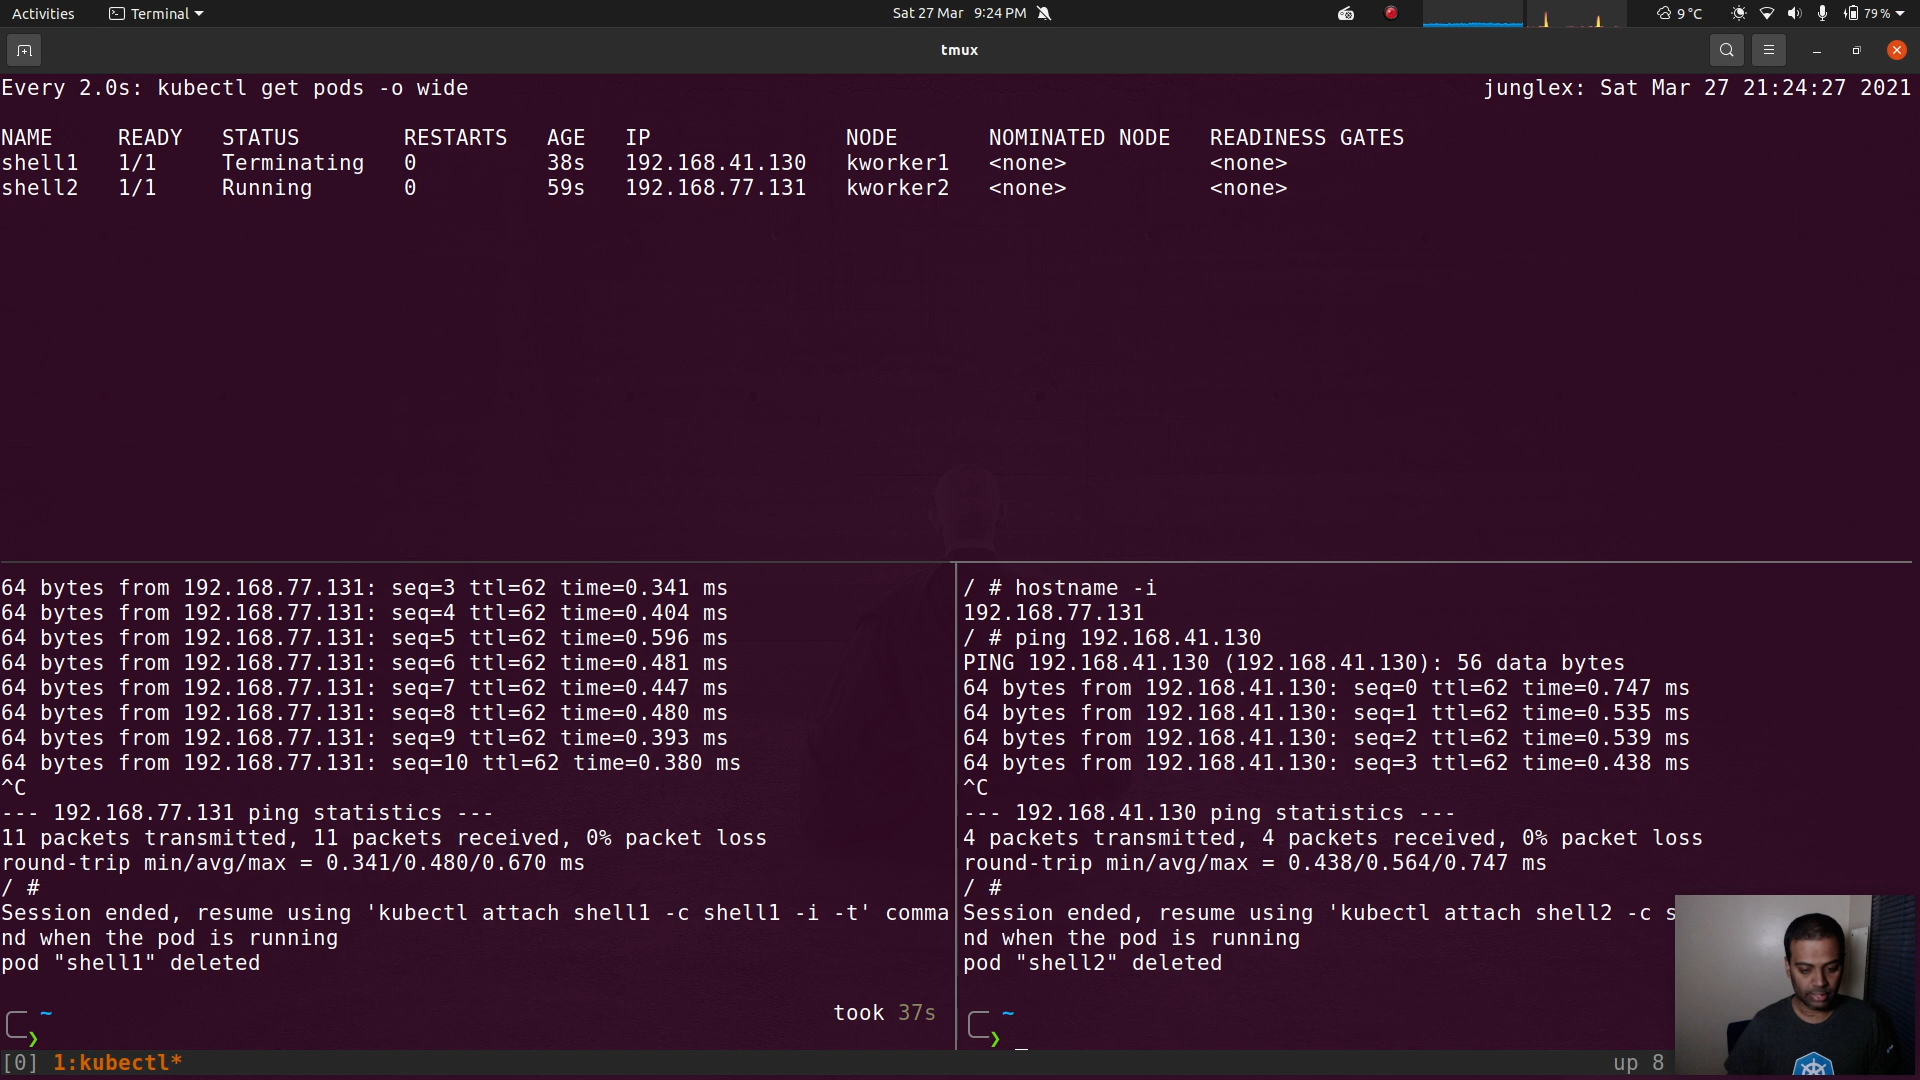 Activities Terminal Sat 27 Mar 9:24 PM 9 °C 79 %
tmux
Every 2.0s: kubectl get pods -o wide junglex: Sat Mar 27 21:24:27 2021
NAME READY STATUS RESTARTS AGE IP NODE NOMINATED NODE READINESS GATES
shell1 1/1 Terminating 0 38s 192.168.41.130 kworker1 <none> <none>
shell2 1/1 Running 0 59s 192.168.77.131 kworker2 <none> <none>
64 bytes from 192.168.77.131: seq=3 ttl=62 time=0.341 ms
64 bytes from 192.168.77.131: seq=4 ttl=62 time=0.404 ms
64 bytes from 192.168.77.131: seq=5 ttl=62 time=0.596 ms
64 bytes from 192.168.77.131: seq=6 ttl=62 time=0.481 ms
64 bytes from 192.168.77.131: seq=7 ttl=62 time=0.447 ms
64 bytes from 192.168.77.131: seq=8 ttl=62 time=0.480 ms
64 bytes from 192.168.77.131: seq=9 ttl=62 time=0.393 ms
64 bytes from 192.168.77.131: seq=10 ttl=62 time=0.380 ms
^C
--- 192.168.77.131 ping statistics ---
11 packets transmitted, 11 packets received, 0% packet loss
round-trip min/avg/max = 0.341/0.480/0.670 ms
/ #
Session ended, resume using 'kubectl attach shell1 -c shell1 -i -t' comma
nd when the pod is running
pod "shell1" deleted
~ took 37s
❯
/ # hostname -i
192.168.77.131
/ # ping 192.168.41.130
PING 192.168.41.130 (192.168.41.130): 56 data bytes
64 bytes from 192.168.41.130: seq=0 ttl=62 time=0.747 ms
64 bytes from 192.168.41.130: seq=1 ttl=62 time=0.535 ms
64 bytes from 192.168.41.130: seq=2 ttl=62 time=0.539 ms
64 bytes from 192.168.41.130: seq=3 ttl=62 time=0.438 ms
^C
--- 192.168.41.130 ping statistics ---
4 packets transmitted, 4 packets received, 0% packet loss
round-trip min/avg/max = 0.438/0.564/0.747 ms
/ #
Session ended, resume using 'kubectl attach shell2 -c s
nd when the pod is running
pod "shell2" deleted
~
❯
[0] 1:kubectl* up 8